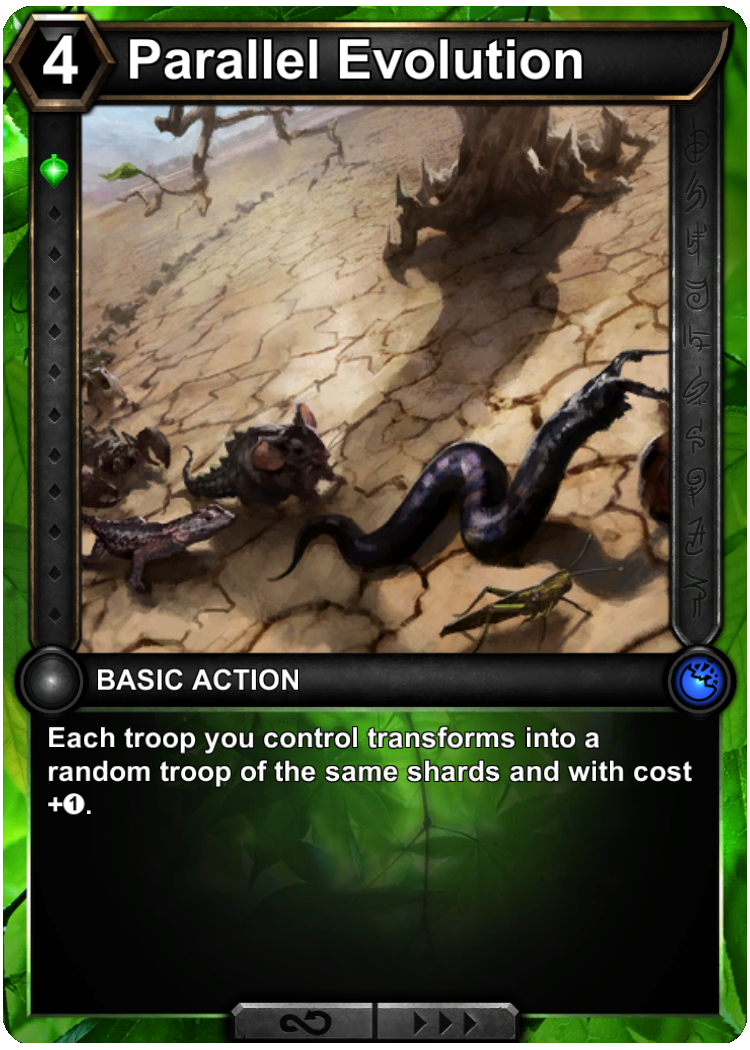 4
Parallel Evolution
BASIC ACTION
Each troop you control transforms into a
random troop of the same shards and with cost
+1.